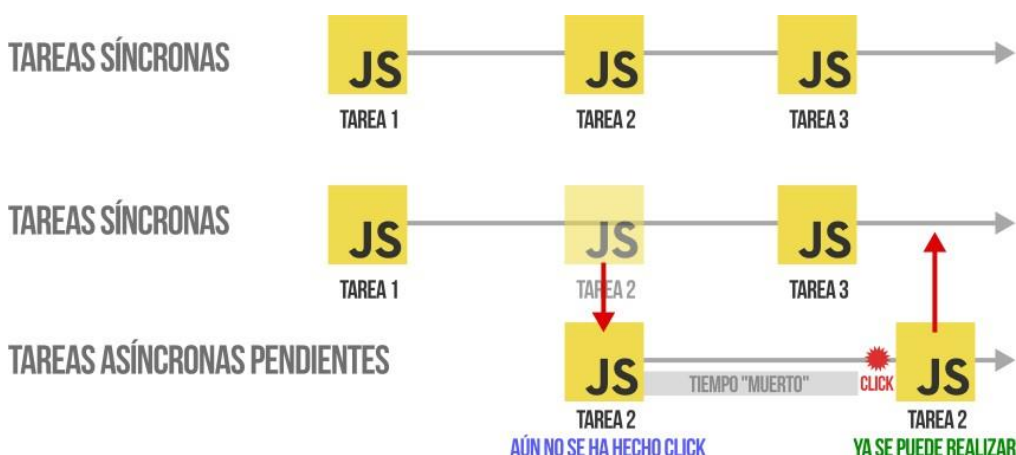 TAREAS SÍNCRONAS
JS JS JS
TAREA 1 TAREA 2 TAREA 3
TAREAS SÍNCRONAS
JS JS JS
TAREA 1 TAREA 2 TAREA 3
TAREAS ASÍNCRONAS PENDIENTES
JS TIEMPO "MUERTO" CLICK JS
TAREA 2 TAREA 2
AÚN NO SE HA HECHO CLICK YA SE PUEDE REALIZAR